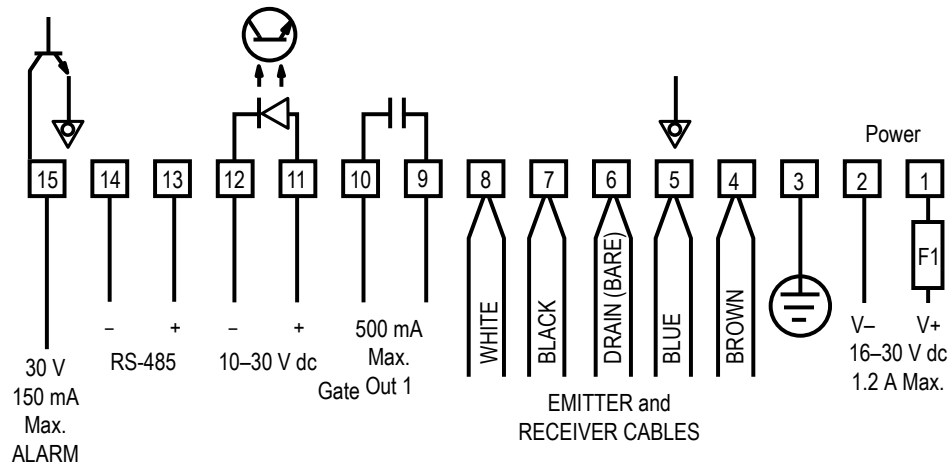 Power
15 14 13 12 11 10 9 8 7 6 5 4 3 2 1
F1
WHITE
BLACK
DRAIN (BARE)
BLUE
BROWN
– +
RS-485
– +
10–30 V dc
500 mA
Max.
Gate Out 1
V– V+
16–30 V dc
1.2 A Max.
30 V
150 mA
Max.
ALARM
EMITTER and
RECEIVER CABLES